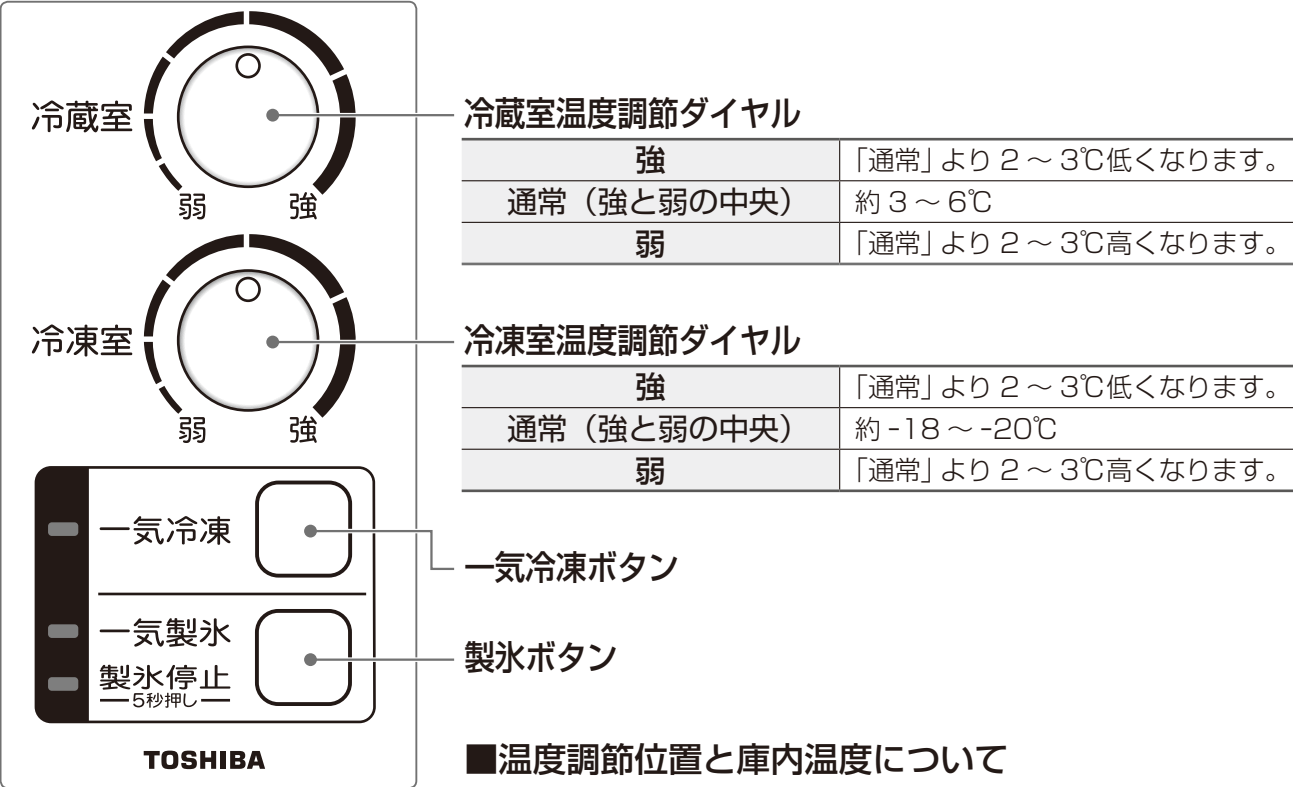 冷蔵室
弱 強
冷凍室
弱 強
一気冷凍
一気製氷
製氷停止
5秒押し
TOSHIBA
冷蔵室温度調節ダイヤル
強 「通常」より 2 ～ 3℃低くなります。
通常（強と弱の中央） 約 3 ～ 6℃
弱 「通常」より 2 ～ 3℃高くなります。
冷凍室温度調節ダイヤル
強 「通常」より 2 ～ 3℃低くなります。
通常（強と弱の中央） 約 -18 ～ -20℃
弱 「通常」より 2 ～ 3℃高くなります。
一気冷凍ボタン
製氷ボタン
■温度調節位置と庫内温度について